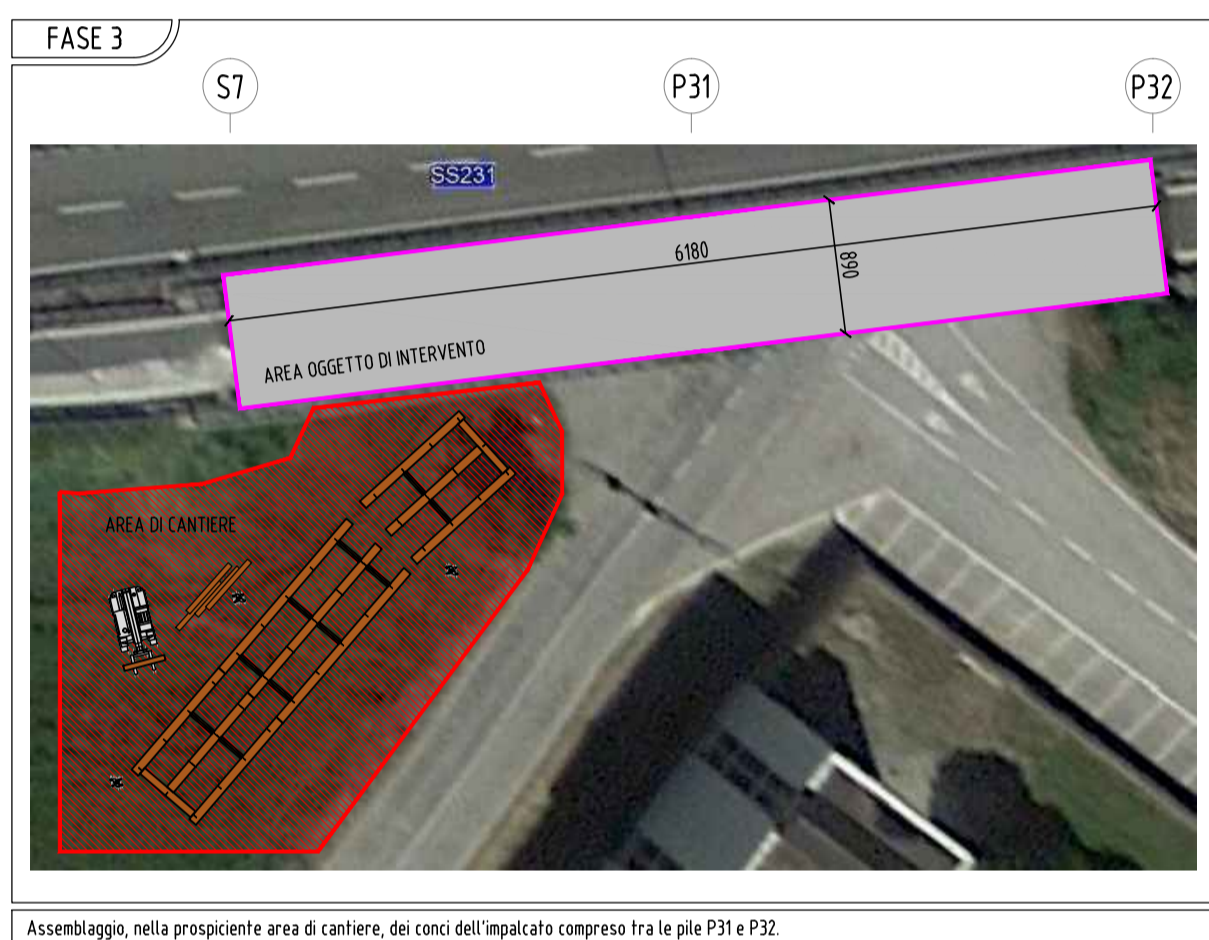 FASE 3
S7
P31
P32
SS231
6180
890
AREA OGGETTO DI INTERVENTO
AREA DI CANTIERE
Assemblaggio, nella prospiciente area di cantiere, dei conci dell'impalcato compreso tra le pile P31 e P32.